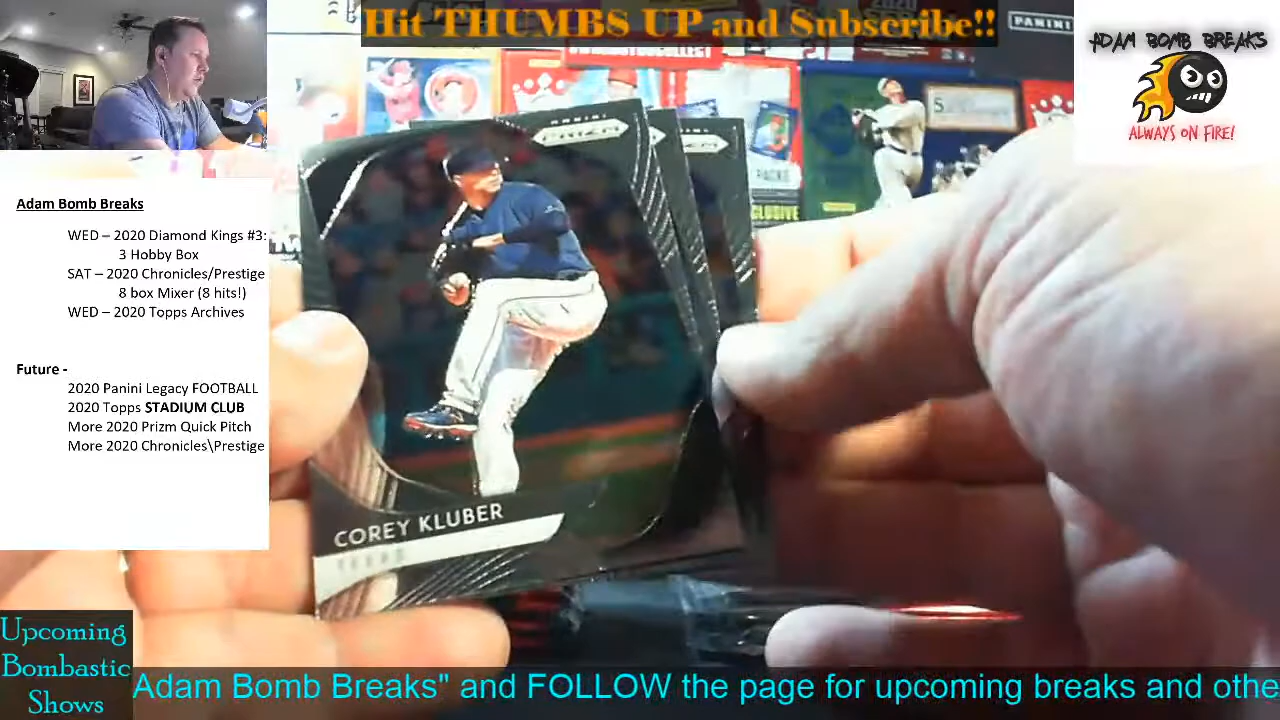 Hit THUMBS UP and Subscribe!!
PANINI
ADAM BOMB BREAKS
ALWAYS ON FIRE!
Adam Bomb Breaks
WED – 2020 Diamond Kings #3:
3 Hobby Box
SAT – 2020 Chronicles/Prestige
8 box Mixer (8 hits!)
WED – 2020 Topps Archives
Future -
2020 Panini Legacy FOOTBALL
2020 Topps STADIUM CLUB
More 2020 Prizm Quick Pitch
More 2020 Chronicles\Prestige
PANINI
PRIZM
PACKS
COREY KLUBER
TEXAS
Upcoming
Bombastic
Shows
Adam Bomb Breaks" and FOLLOW the page for upcoming breaks and othe